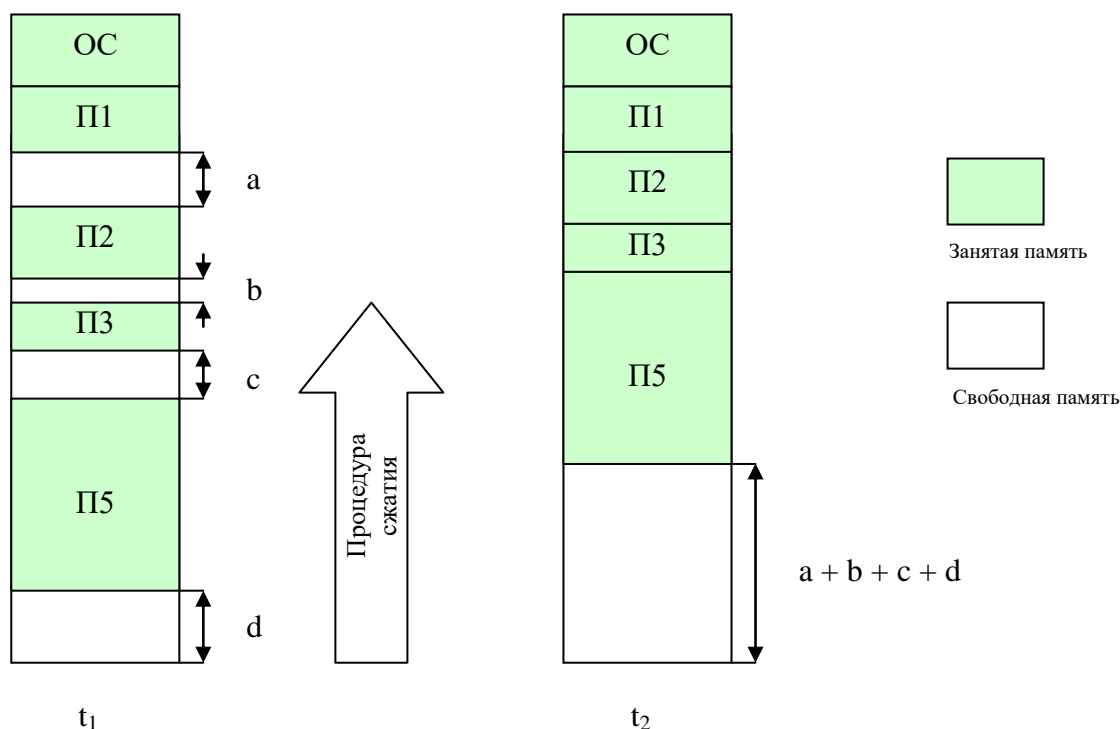 ОС
П1
a
П2
b
П3
c
П5
d
t₁
Процедура
сжатия
ОС
П1
П2
П3
П5
a + b + c + d
t₂
Занятая память
Свободная память